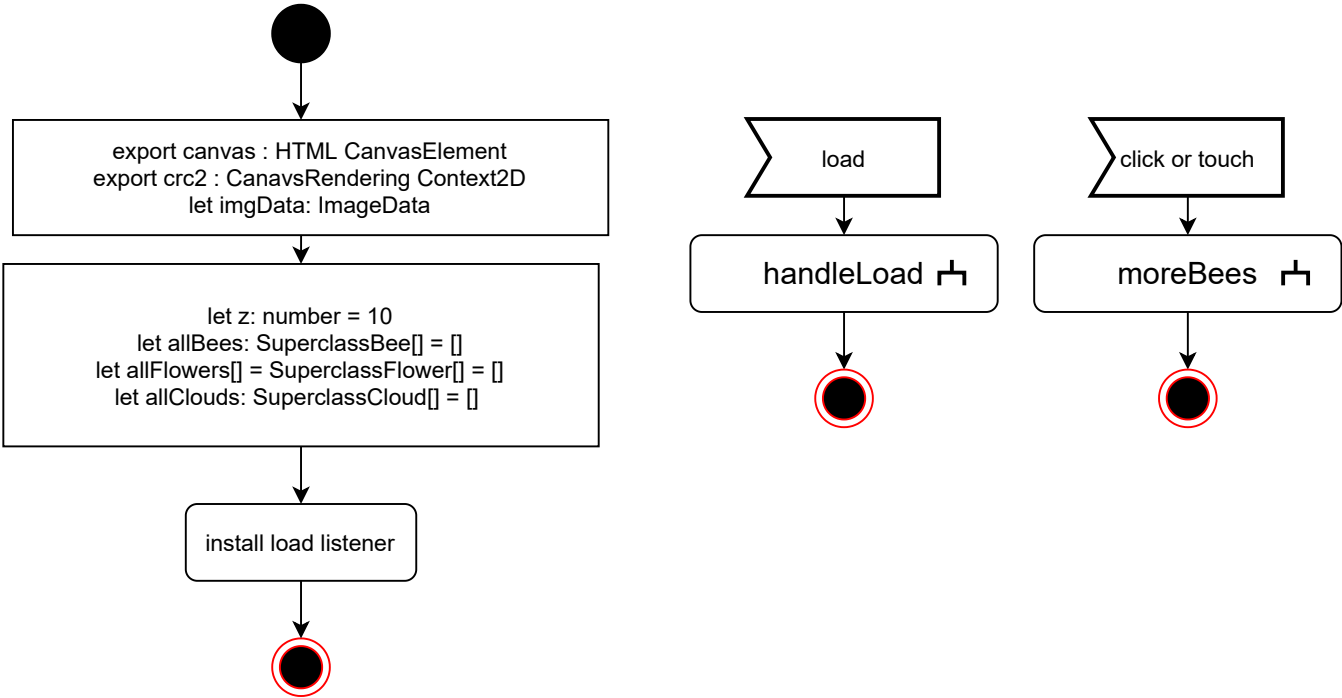 export canvas : HTML CanvasElement
export crc2 : CanavsRendering Context2D
let imgData: ImageData
let z: number = 10
let allBees: SuperclassBee[] = []
let allFlowers[] = SuperclassFlower[] = []
let allClouds: SuperclassCloud[] = []
install load listener
load
handleLoad
click or touch
moreBees